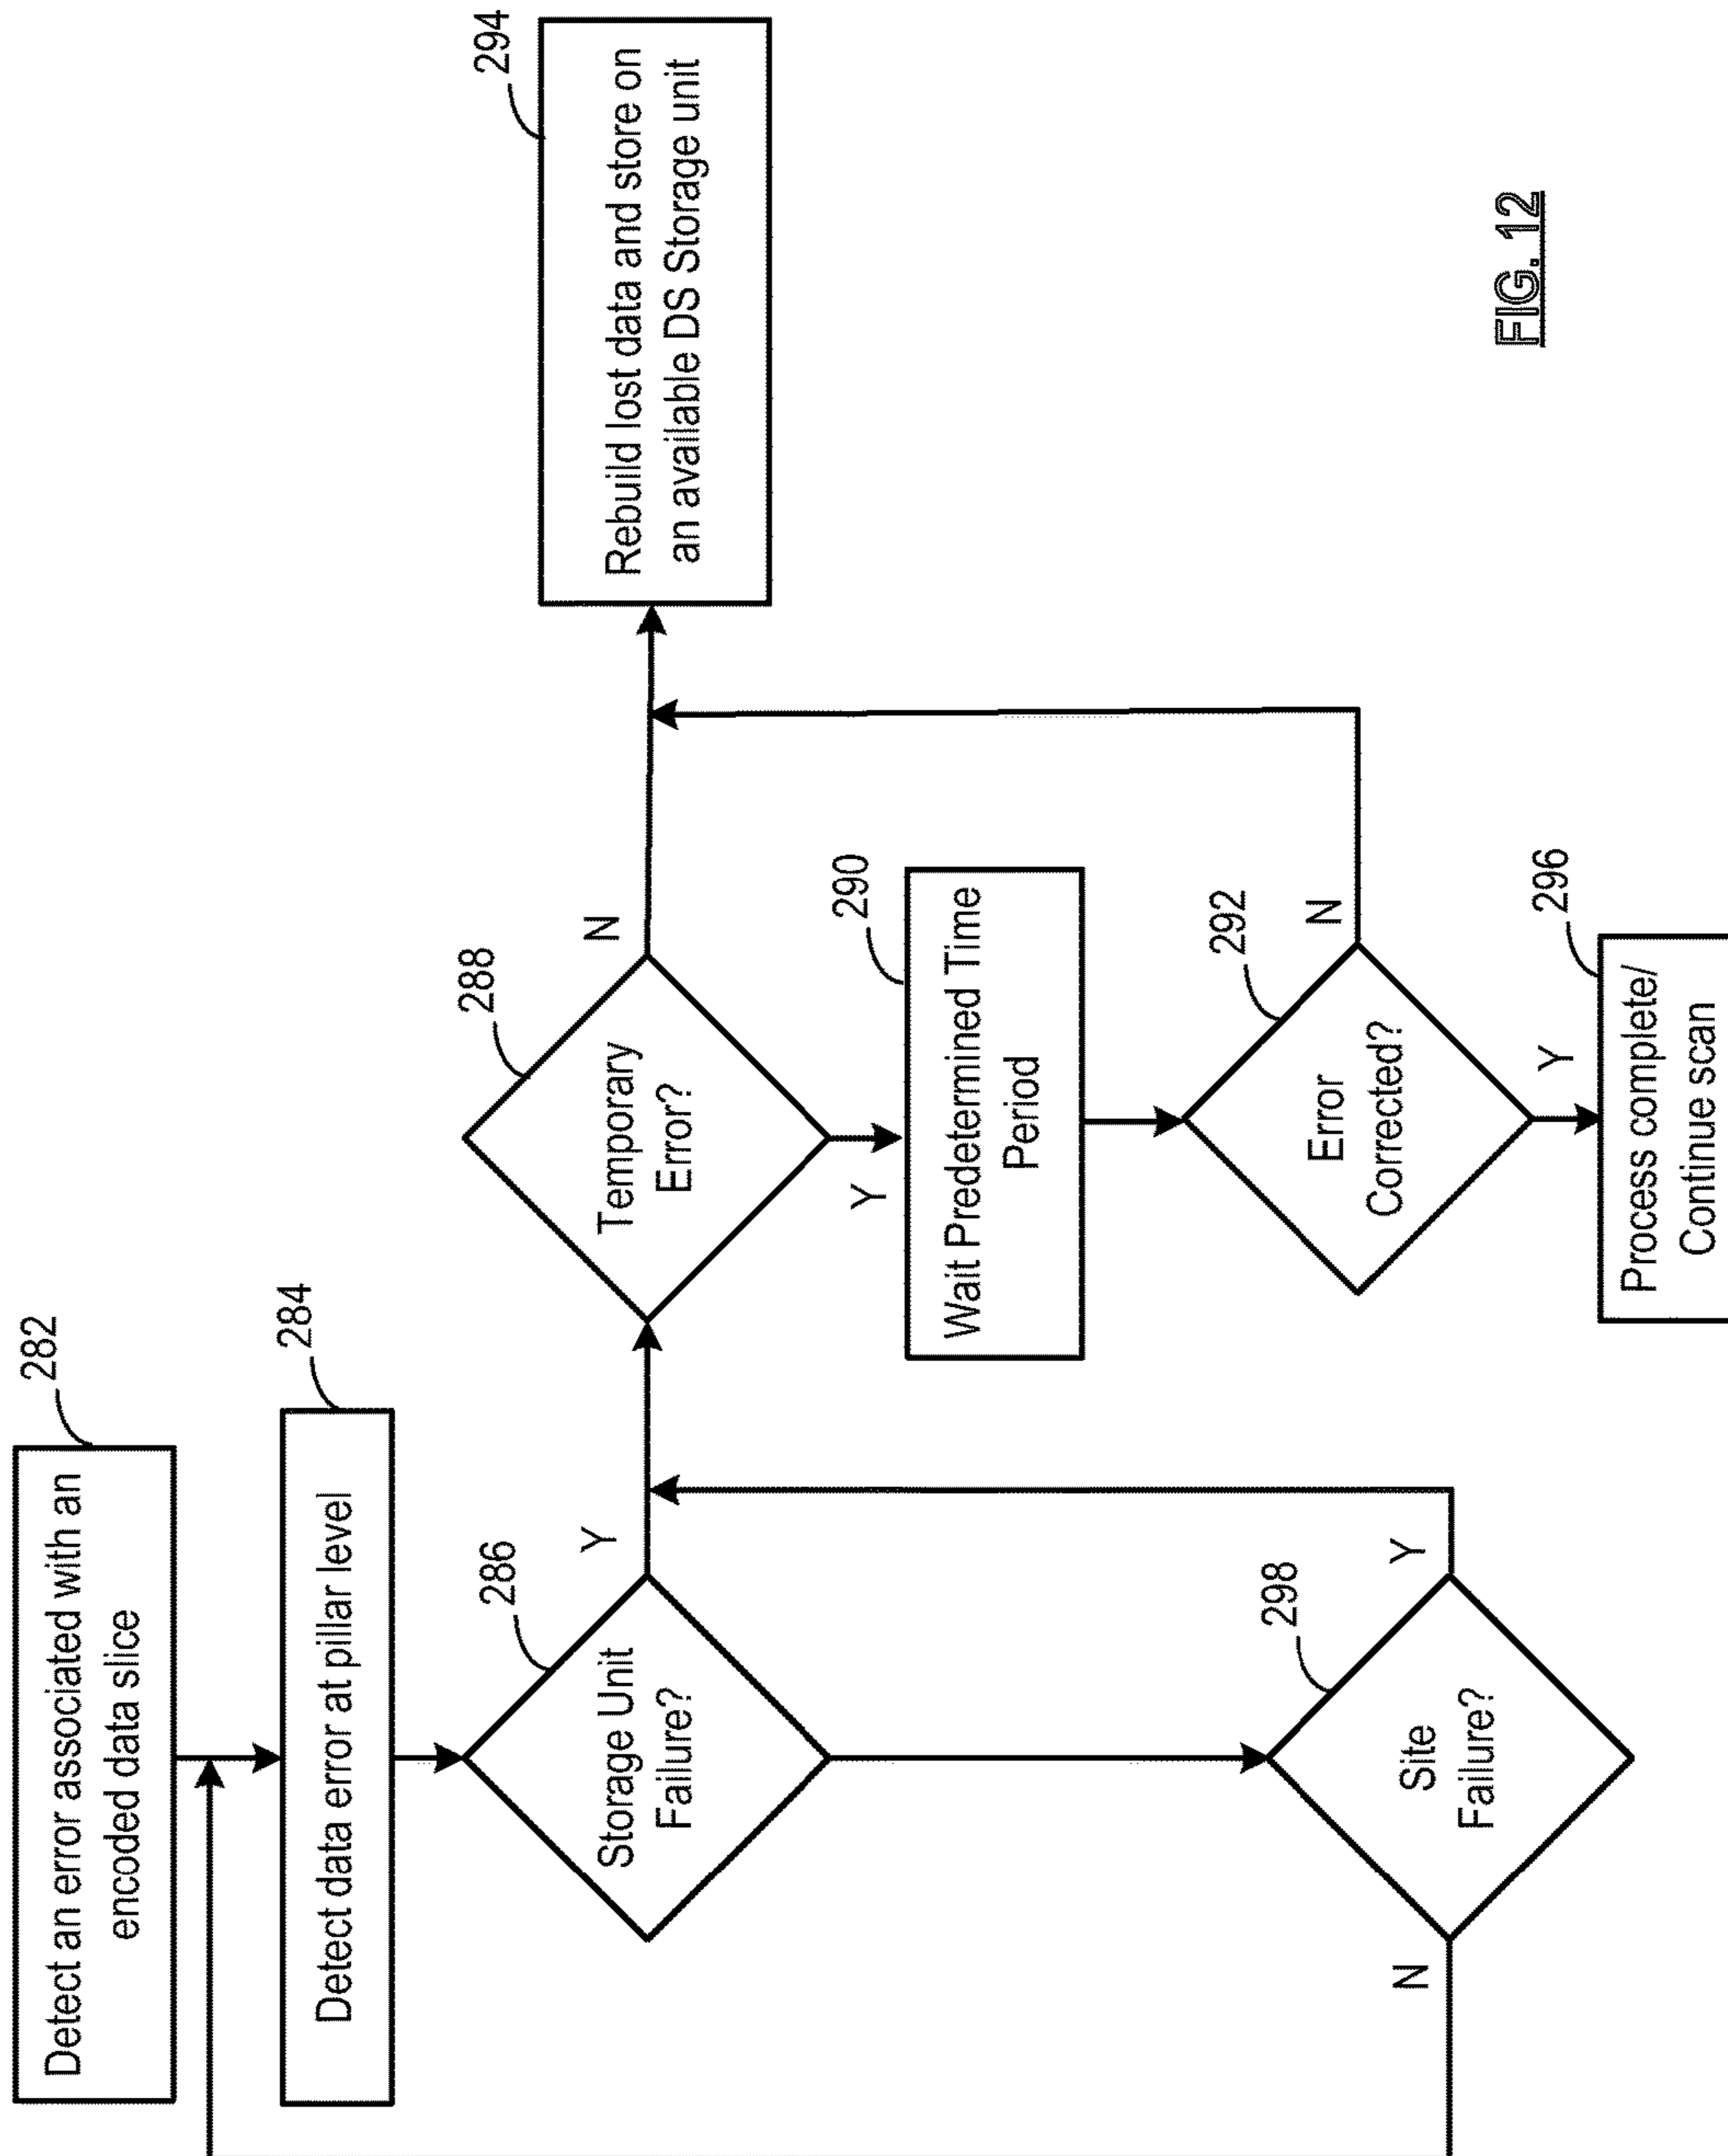 282
Detect an error associated with an
encoded data slice
284
Detect data error at pillar level
286
Storage Unit
Failure?
Y
288
Temporary
Error?
N
294
Rebuild lost data and store on
an available DS Storage unit
Y
290
Wait Predetermined Time
Period
298
Site
Failure?
Y
N
292
Error
Corrected?
N
Y
296
Process complete/
Continue scan
FIG. 12